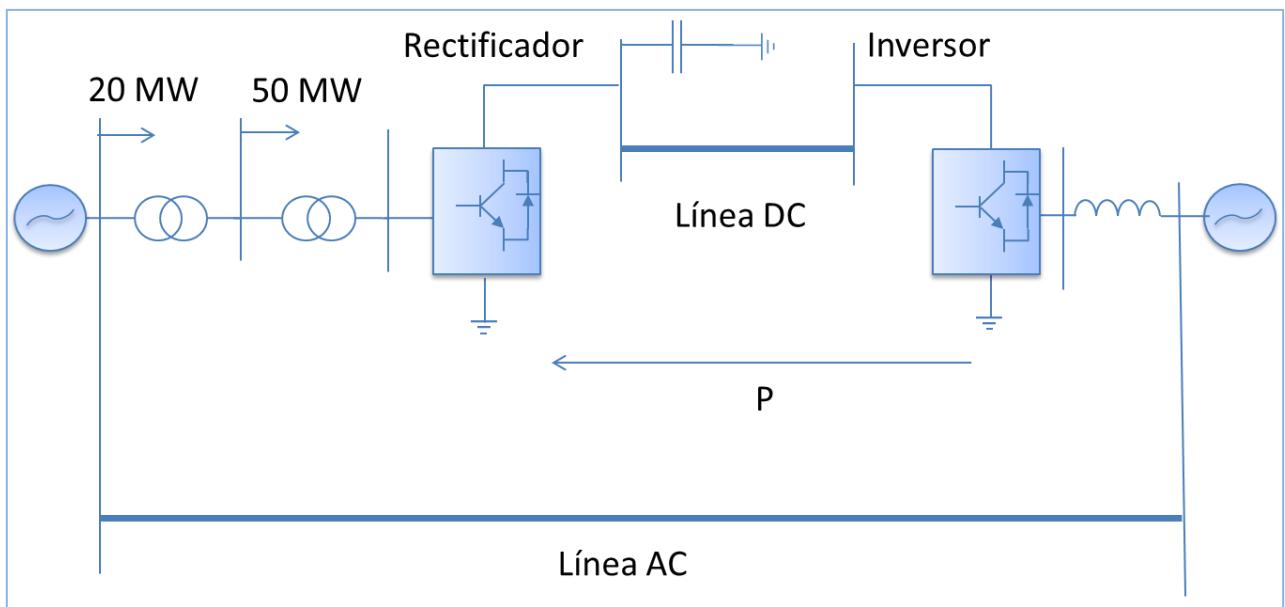 Rectificador
Inversor
20 MW
50 MW
Línea DC
P
Línea AC